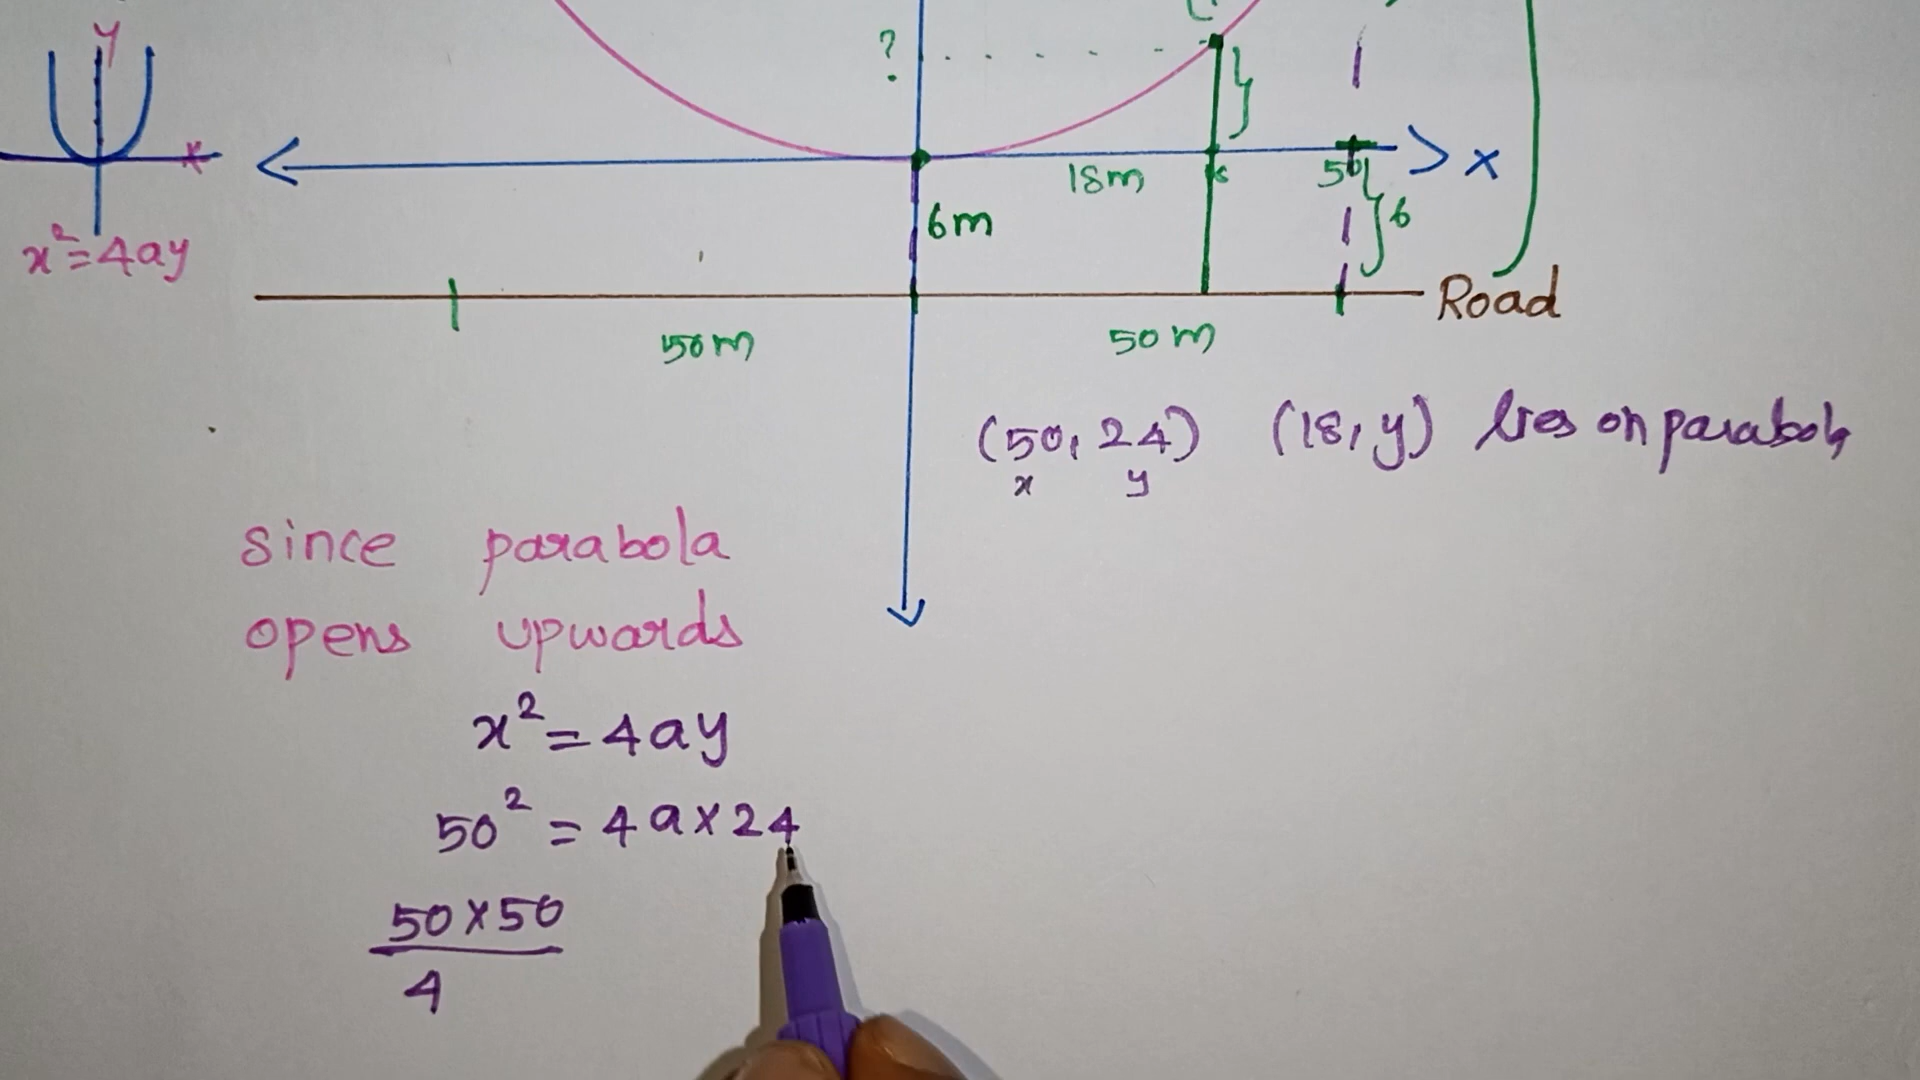 y
?
x
x² = 4ay
18m
50
x
6m
6
Road
50m
50m
(50, 24) (18, y) lies on parabola
x y
since parabola
opens upwards
x² = 4ay
50² = 4a×24
50×50
4